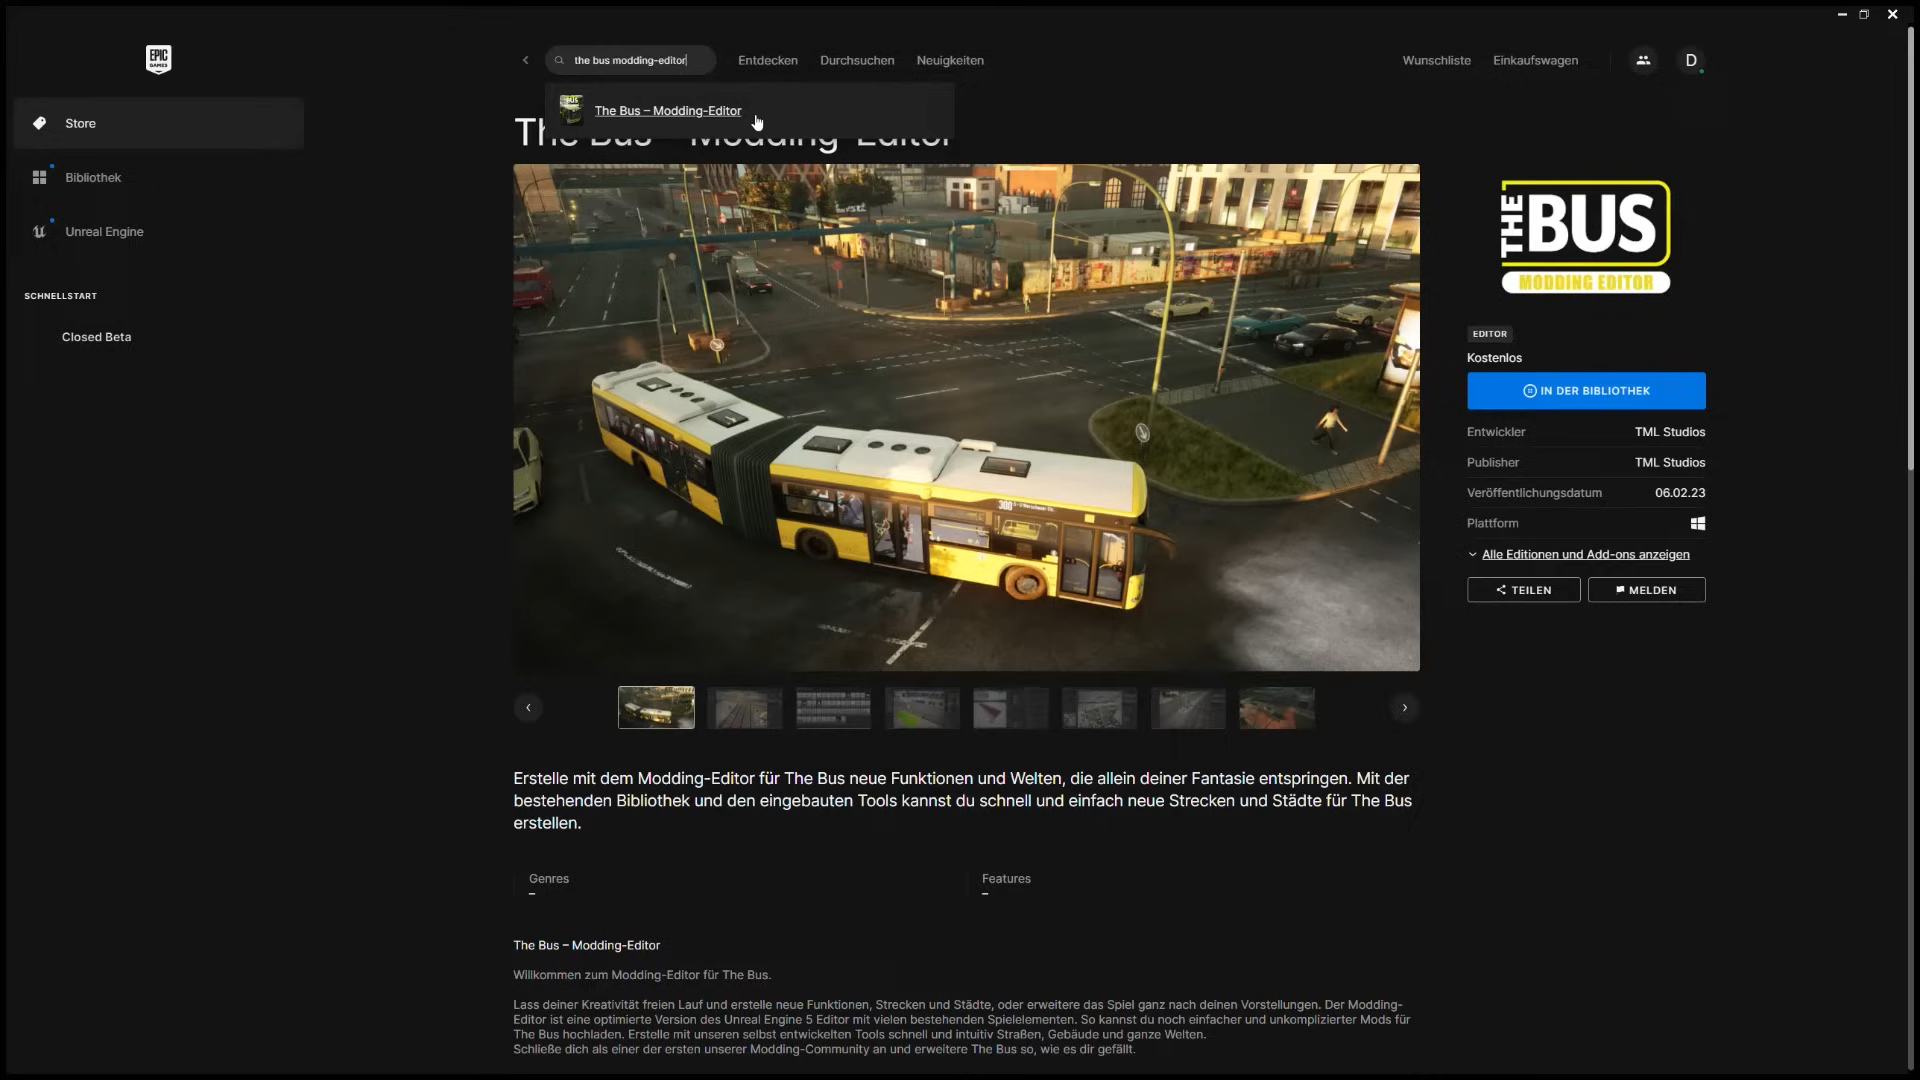 EPIC
GAMES
the bus modding-editor
Entdecken
Durchsuchen
Neuigkeiten
Wunschliste
Einkaufswagen
D
Store
Bibliothek
Unreal Engine
SCHNELLSTART
Closed Beta
The Bus – Modding-Editor
The Bus – Modding-Editor
THE BUS
MODDING EDITOR
EDITOR
Kostenlos
IN DER BIBLIOTHEK
Entwickler TML Studios
Publisher TML Studios
Veröffentlichungsdatum 06.02.23
Plattform
Alle Editionen und Add-ons anzeigen
TEILEN
MELDEN
300
Erstelle mit dem Modding-Editor für The Bus neue Funktionen und Welten, die allein deiner Fantasie entspringen. Mit der
bestehenden Bibliothek und den eingebauten Tools kannst du schnell und einfach neue Strecken und Städte für The Bus
erstellen.
Genres
–
Features
–
The Bus – Modding-Editor
Willkommen zum Modding-Editor für The Bus.
Lass deiner Kreativität freien Lauf und erstelle neue Funktionen, Strecken und Städte, oder erweitere das Spiel ganz nach deinen Vorstellungen. Der Modding-
Editor ist eine optimierte Version des Unreal Engine 5 Editor mit vielen bestehenden Spielelementen. So kannst du noch einfacher und unkomplizierter Mods für
The Bus hochladen. Erstelle mit unseren selbst entwickelten Tools schnell und intuitiv Straßen, Gebäude und ganze Welten.
Schließe dich als einer der ersten unserer Modding-Community an und erweitere The Bus so, wie es dir gefällt.